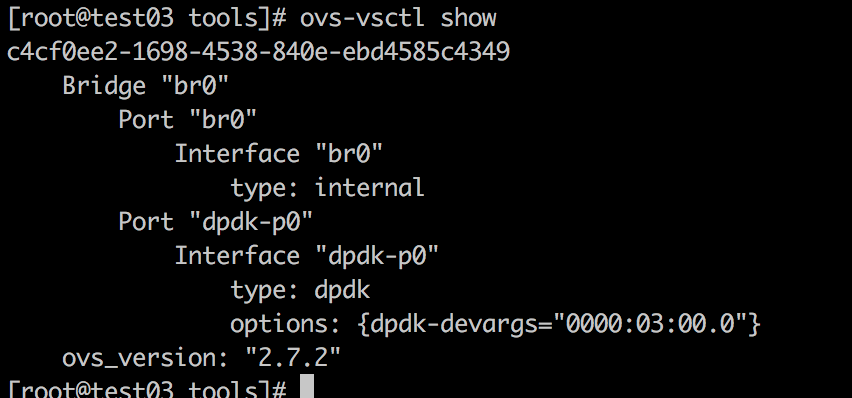 [root@test03 tools]# ovs-vsctl show
c4cf0ee2-1698-4538-840e-ebd4585c4349
    Bridge "br0"
        Port "br0"
            Interface "br0"
                type: internal
        Port "dpdk-p0"
            Interface "dpdk-p0"
                type: dpdk
                options: {dpdk-devargs="0000:03:00.0"}
    ovs_version: "2.7.2"
[root@test03 tools]#